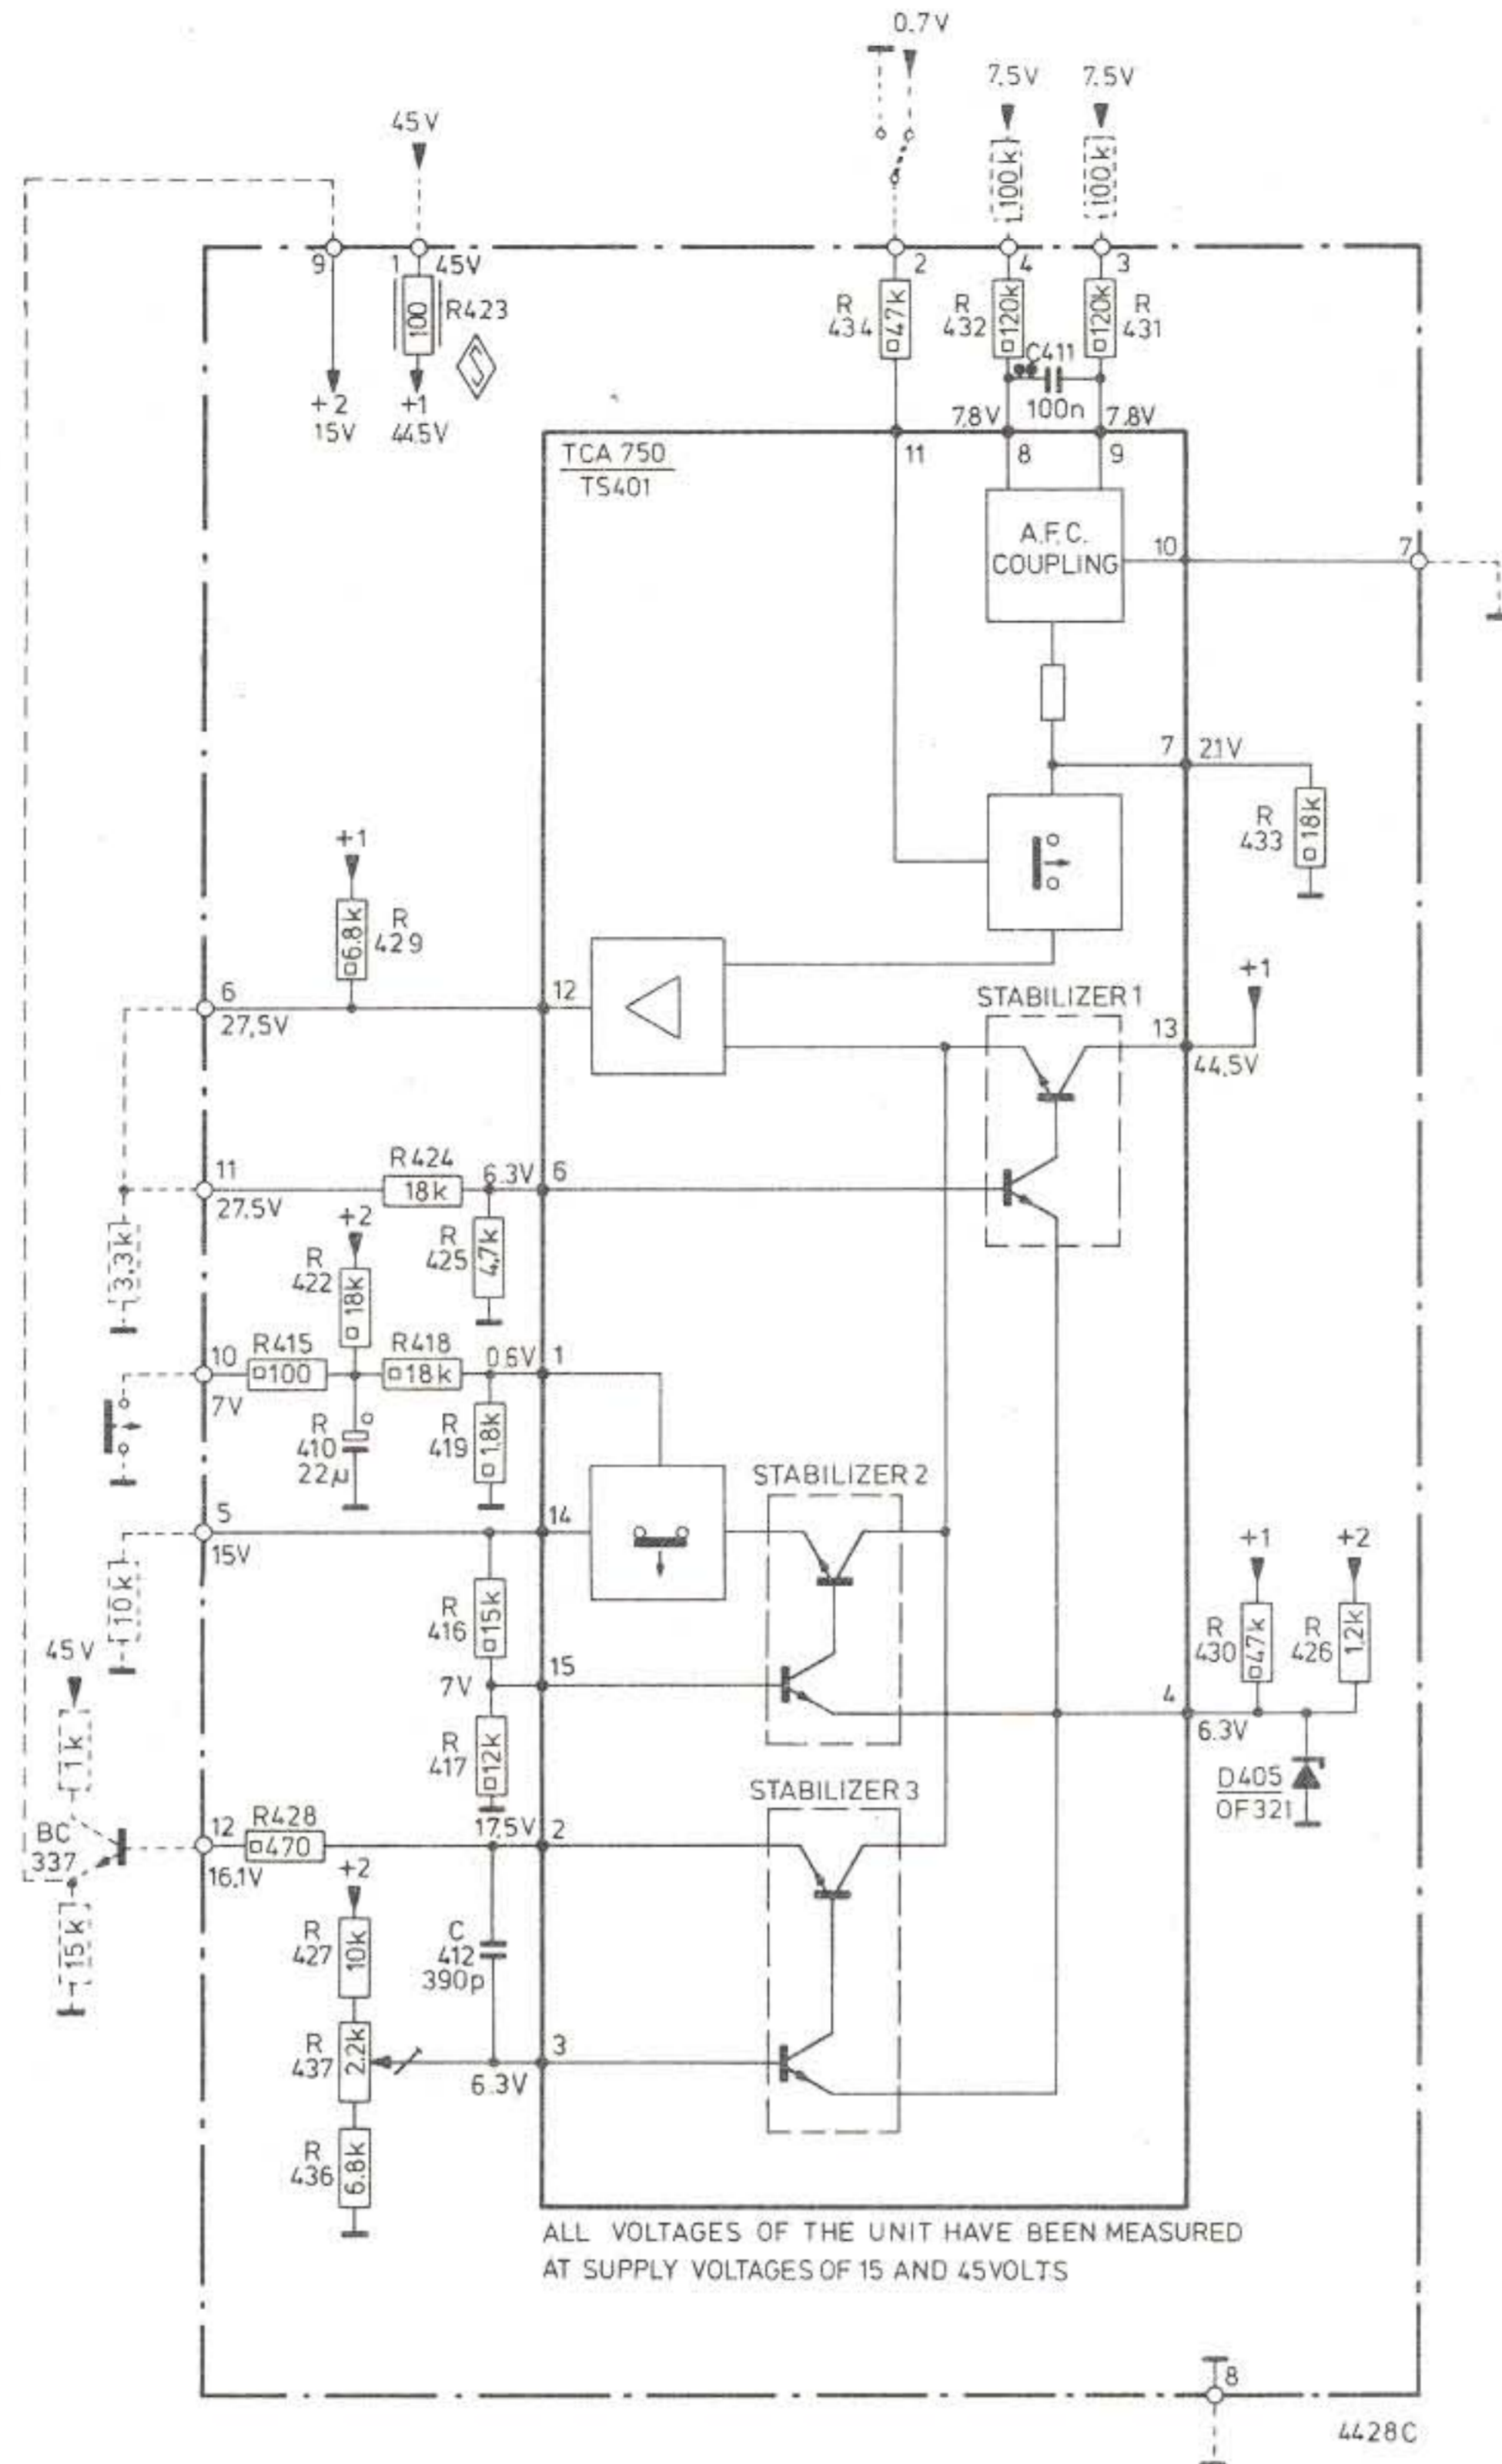 0.7V
7.5V 7.5V
45V
100k 100k
9 1 45V 2 4 3
100 R423
R 434 47k
R 432 120k
120k R 431
C411
100n
+2 15V
+1 44.5V
7.8V 7.8V
TCA 750
TS401
11 8 9
A.F.C.
COUPLING
10 7
7 21V
R 433 18k
+1
6.8k R 429
6 27,5V
12
STABILIZER 1
+1
13
44.5V
11 27.5V
R424
18k
6.3V 6
3.3k
+2
R 422 18k
R 425 4.7k
10 7V
R415
100
R418
18k
0.6V 1
R 410 22µ
R 419 1.8k
STABILIZER 2
5 15V
14
10k
R 416 15k
+1 +2
R 430 47k
R 426 1.2k
45V
7V 15
4 6.3V
1k
R 417 12k
D405
OF321
STABILIZER 3
BC 337
12 16.1V
R428
470
17.5V 2
+2
15k
R 427 10k
C 412 390p
R 437 2.2k
3
6.3V
R 436 6.8k
ALL VOLTAGES OF THE UNIT HAVE BEEN MEASURED
AT SUPPLY VOLTAGES OF 15 AND 45VOLTS
8
4428C